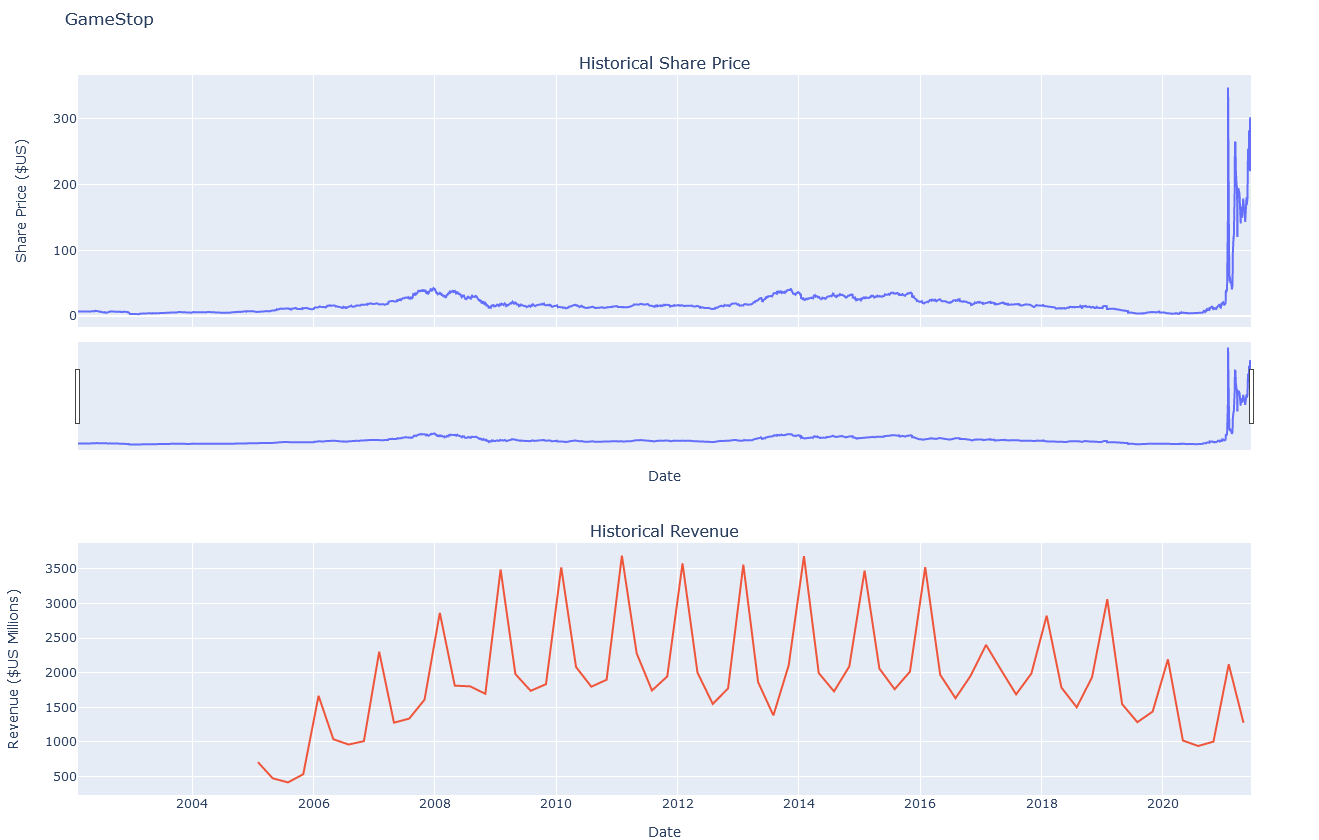 GameStop
Historical Share Price
Share Price ($US)
300
200
100
0
Date
Historical Revenue
Revenue ($US Millions)
3500
3000
2500
2000
1500
1000
500
2004 2006 2008 2010 2012 2014 2016 2018 2020
Date